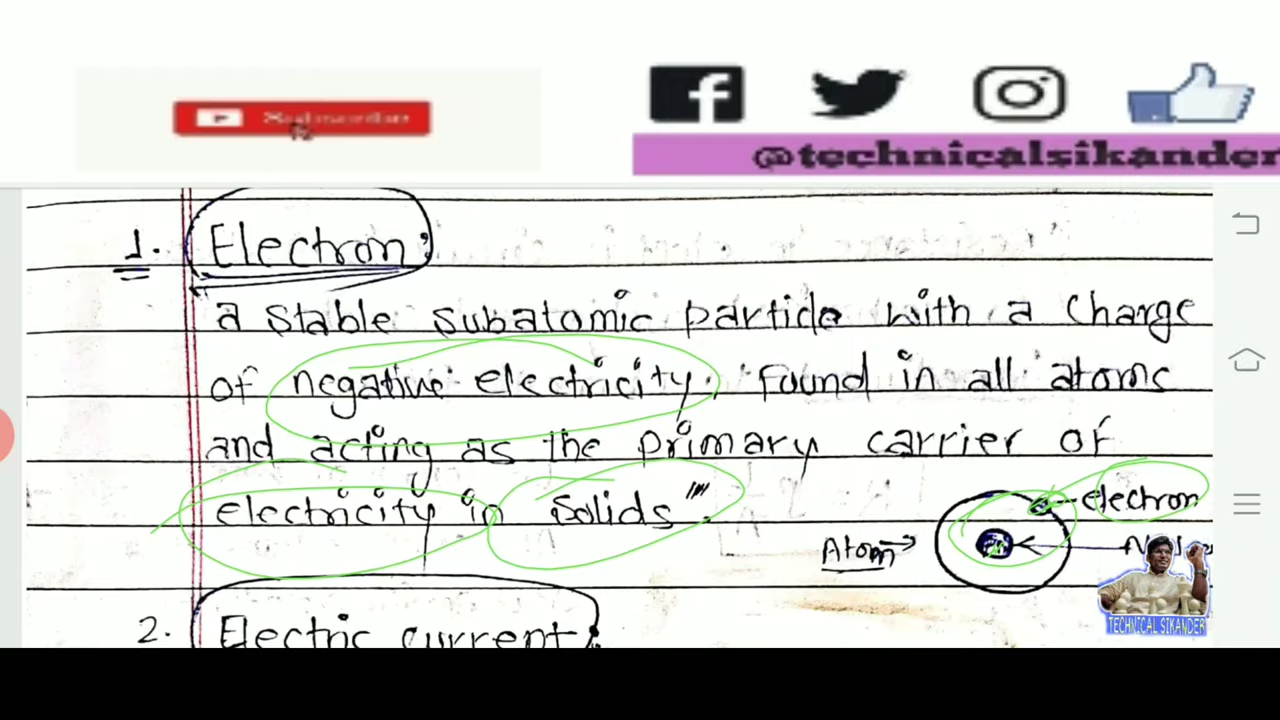 @technicalsikander
1. Electron:
a stable subatomic particle with a charge
of negative electricity, found in all atoms
and acting as the primary carrier of
electricity in solids".
electron
Atom
TECHNICAL SIKANDER
2. Electric current: